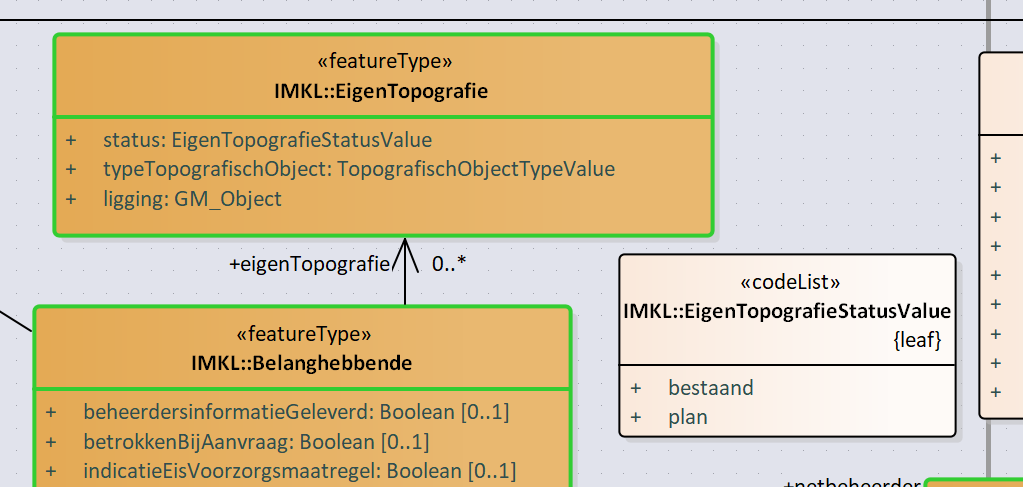 «featureType»
IMKL::EigenTopografie
+ status: EigenTopografieStatusValue
+ typeTopografischObject: TopografischObjectTypeValue
+ ligging: GM_Object
+eigenTopografie 0..*
«codeList»
IMKL::EigenTopografieStatusValue
{leaf}
+ bestaand
+ plan
«featureType»
IMKL::Belanghebbende
+ beheerdersinformatieGeleverd: Boolean [0..1]
+ betrokkenBijAanvraag: Boolean [0..1]
+ indicatieEisVoorzorgsmaatregel: Boolean [0..1]
+
+
+
+
+
+
+
+
+
+netbeheerder